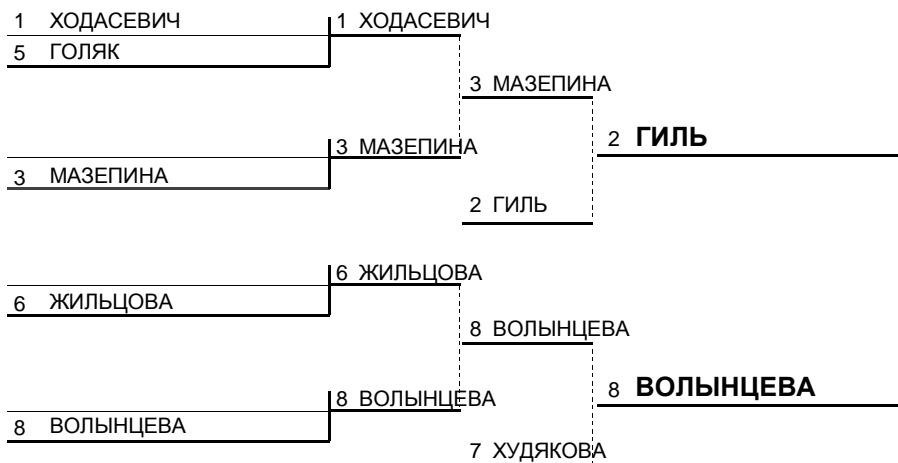 1 ХОДАСЕВИЧ 1 ХОДАСЕВИЧ
5 ГОЛЯК
3 МАЗЕПИНА
2 ГИЛЬ
3 МАЗЕПИНА
3 МАЗЕПИНА
2 ГИЛЬ
6 ЖИЛЬЦОВА
6 ЖИЛЬЦОВА
8 ВОЛЫНЦЕВА
8 ВОЛЫНЦЕВА
8 ВОЛЫНЦЕВА
8 ВОЛЫНЦЕВА
7 ХУДЯКОВА